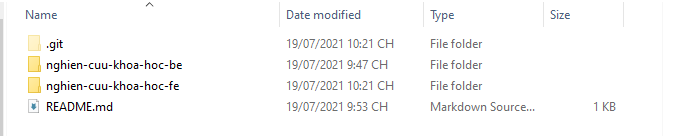 Name Date modified Type Size
.git 19/07/2021 10:21 CH File folder
nghien-cuu-khoa-hoc-be 19/07/2021 9:47 CH File folder
nghien-cuu-khoa-hoc-fe 19/07/2021 10:21 CH File folder
README.md 19/07/2021 9:53 CH Markdown Source... 1 KB